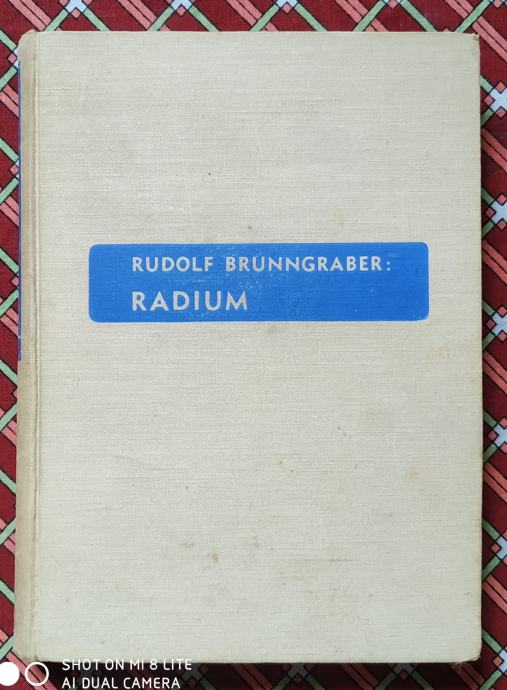 RUDOLF BRUNNGRABER:
RADIUM
SHOT ON MI 8 LITE
AI DUAL CAMERA